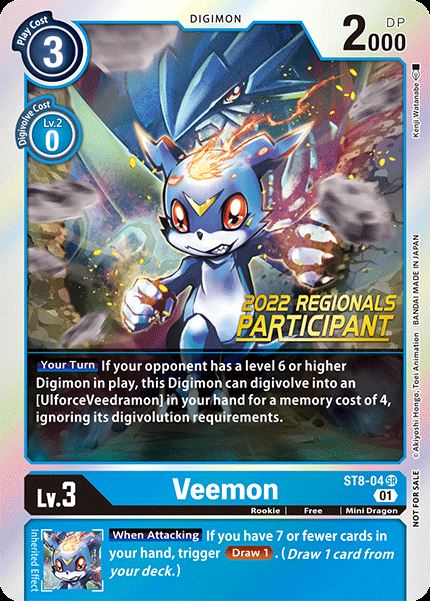 Play Cost
3
DIGIMON
2000
DP
Digivolve Cost
Lv.2
0
Kenji Watanabe
2022 REGIONALS
PARTICIPANT
Your Turn If your opponent has a level 6 or higher
Digimon in play, this Digimon can digivolve into an
[UlforceVeedramon] in your hand for a memory cost of 4,
ignoring its digivolution requirements.
© Akiyoshi Hongo, Toei Animation BANDAI MADE IN JAPAN
NOT FOR SALE
Lv.3
Veemon
ST8-04 SR
01
Rookie | Free | Mini Dragon
Inherited Effect
When Attacking If you have 7 or fewer cards in
your hand, trigger Draw 1. (Draw 1 card from
your deck.)